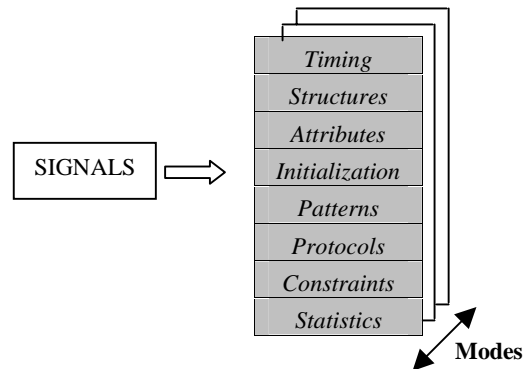 SIGNALS
Timing
Structures
Attributes
Initialization
Patterns
Protocols
Constraints
Statistics
Modes